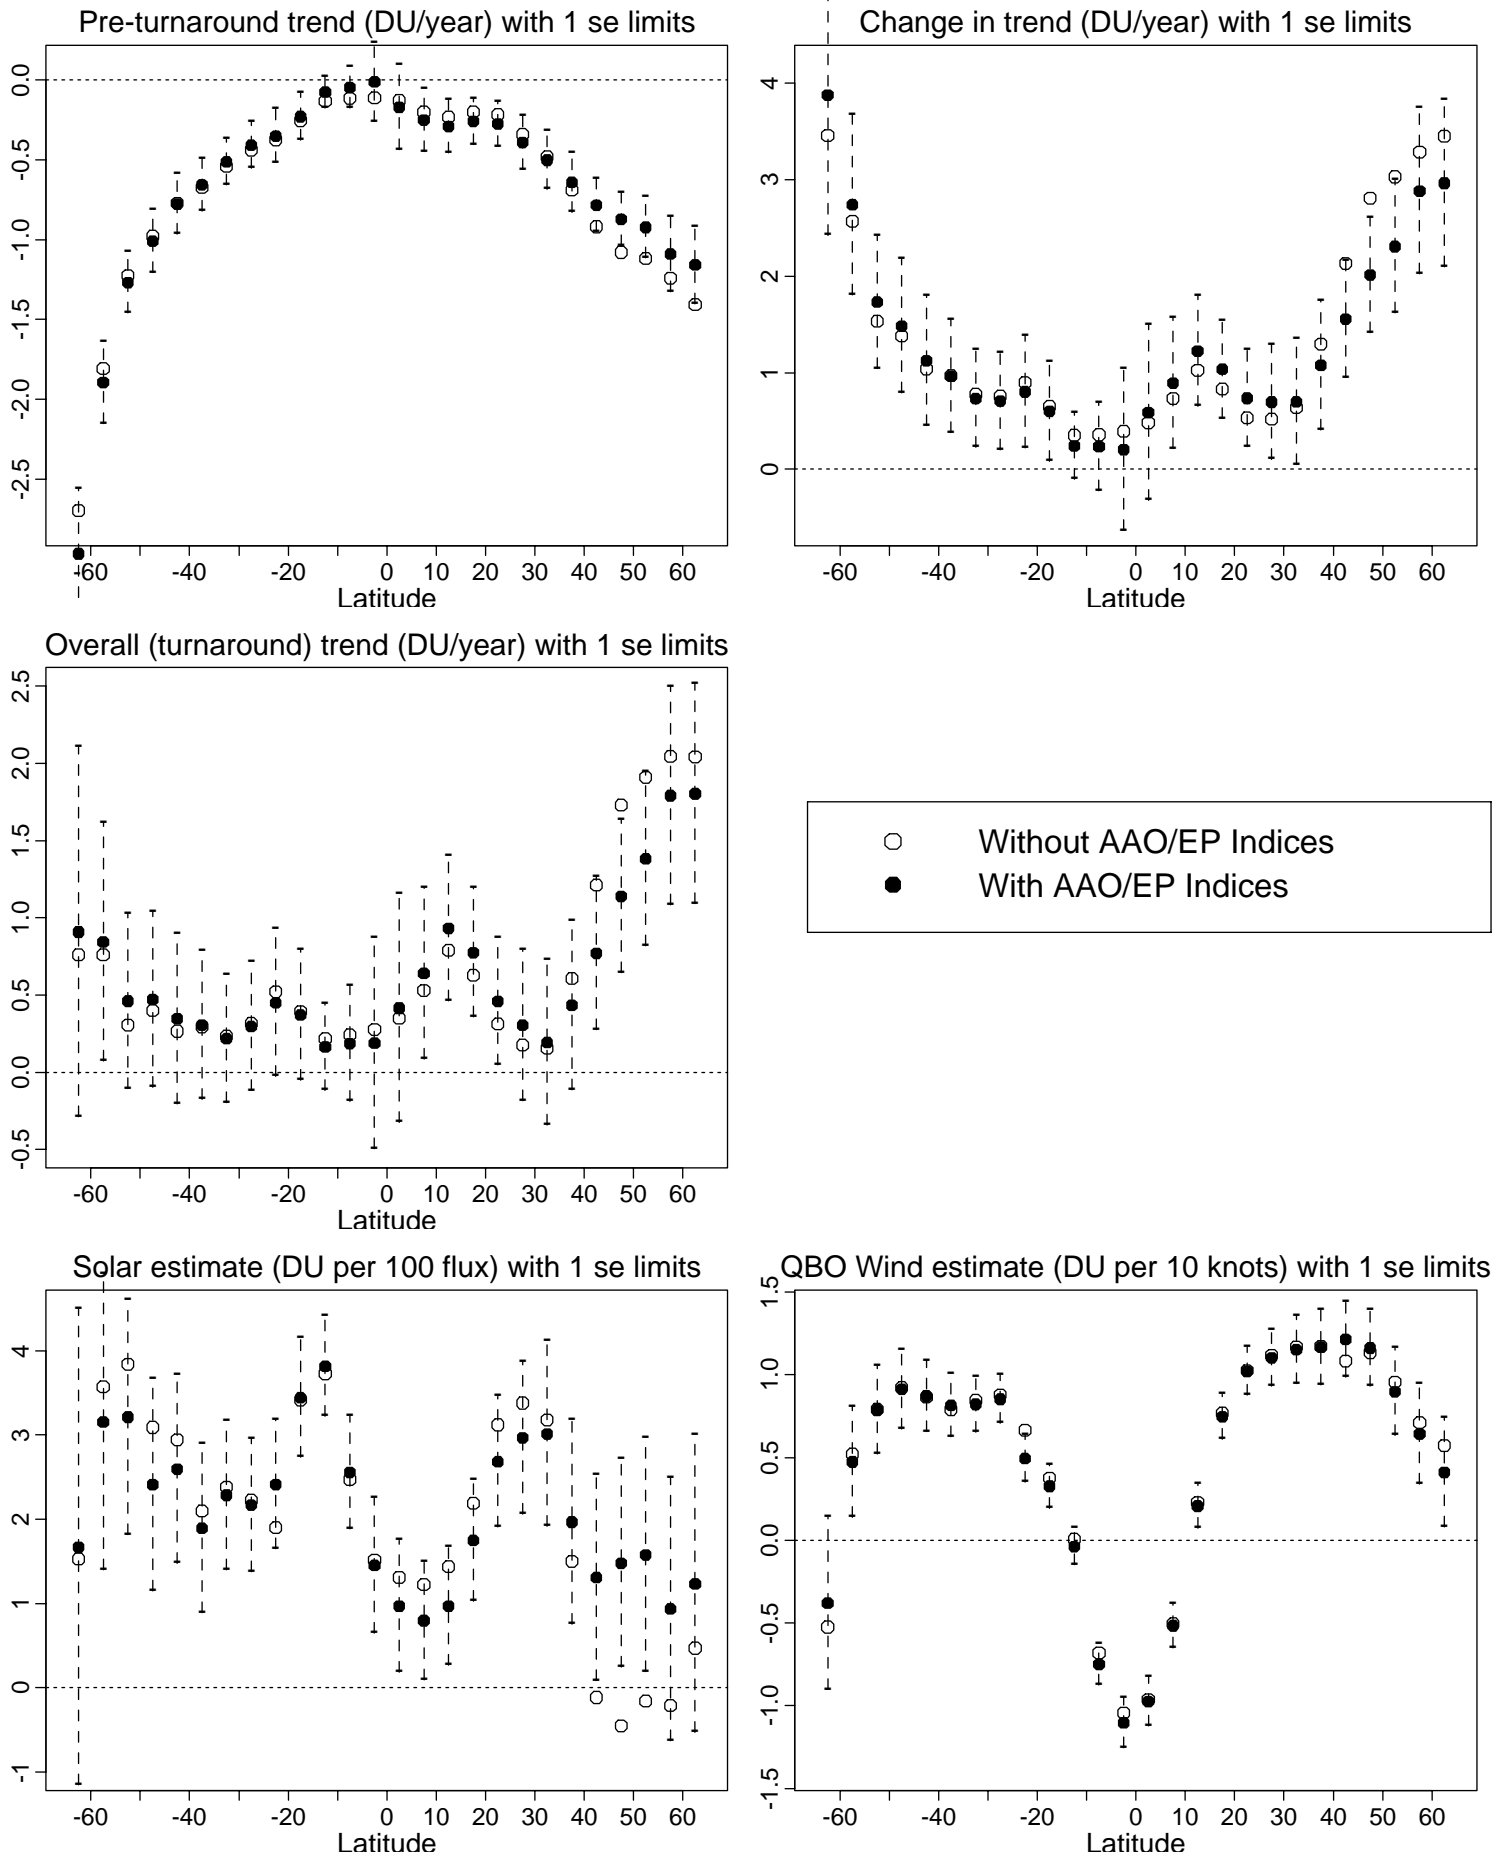 Pre-turnaround trend (DU/year) with 1 se limits
0.0
-0.5
-1.0
-1.5
-2.0
-2.5
-60 -40 -20 0 10 20 30 40 50 60
Latitude
Change in trend (DU/year) with 1 se limits
4
3
2
1
0
-60 -40 -20 0 10 20 30 40 50 60
Latitude
Overall (turnaround) trend (DU/year) with 1 se limits
2.5
2.0
1.5
1.0
0.5
0.0
-0.5
-60 -40 -20 0 10 20 30 40 50 60
Latitude
Without AAO/EP Indices
With AAO/EP Indices
Solar estimate (DU per 100 flux) with 1 se limits
4
3
2
1
0
-1
-60 -40 -20 0 10 20 30 40 50 60
Latitude
QBO Wind estimate (DU per 10 knots) with 1 se limits
1.5
1.0
0.5
0.0
-0.5
-1.0
-1.5
-60 -40 -20 0 10 20 30 40 50 60
Latitude